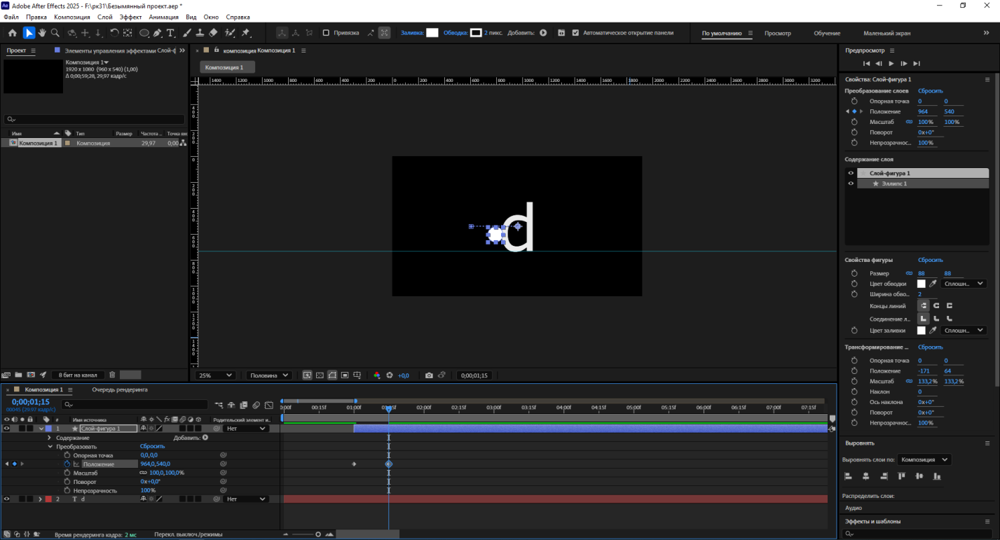 Adobe After Effects 2025 - F:\рк31\Безымянный проект.aep *
Файл Правка Композиция Слой Эффект Анимация Вид Окно Справка
Привязка Заливка: Обводка: 2 пикс. Добавить: Автоматическое открытие панели По умолчанию Просмотр Обучение Маленький экран
Проект Элементы управления эффектами Слой-ф
Композиция 1
1920 x 1080 (960 x 540) (1,00)
Δ 0;00;59;28, 29,97 кадр/с
Имя Тип Размер Частота .. Точка вх
Композиция 1 Композиция 29,97 0;00
8 бит на канал
композиция Композиция 1
Композиция 1
1400 1200 1000 800 600 400 200 0 200 400 600 800 1000 1200 1400 1600 1800 2000 2200 2400 2600 2800 3000 3200
d
25% Половина +0,0 0;00;01;15
Предпросмотр
Свойства: Слой-фигура 1
Преобразование слоев Сбросить
Опорная точка 0 0
Положение 964 540
Масштаб 100% 100%
Поворот 0x+0°
Непрозрачнос... 100%
Содержание слоя
Слой-фигура 1
Эллипс 1
Свойства фигуры Сбросить
Размер 88 88
Цвет обводки Сплошн...
Ширина обво... 2
Концы линий
Соединение л...
Цвет заливки Сплошн...
Трансформирование ... Сбросить
Опорная точка 0 0
Положение -171 64
Масштаб 133,2% 133,2%
Наклон 0
Ось наклона 0x+0°
Поворот 0x+0°
Непрозрачнос... 100%
Выровнять
Выровнять слои по: Композиция
Распределить слои:
Аудио
Эффекты и шаблоны
Композиция 1 Очередь рендеринга
0;00;01;15
00045 (29,97 кадр/с)
0:00f 00:15f 01:00f 01:15f 02:00f 02:15f 03:00f 03:15f 04:00f 04:15f 05:00f 05:15f 06:00f 06:15f 07:00f 07:15f
# Имя источника Родительский элемент и..
1 Слой-фигура 1 Нет
Содержание Добавить:
Преобразовать Сбросить
Опорная точка 0,0,0,0
Положение 964,0,540,0
Масштаб 100,0,100,0%
Поворот 0x+0,0°
Непрозрачность 100%
2 T d Нет
Время рендеринга кадра: 2 мс Перекл. выключ./режимы